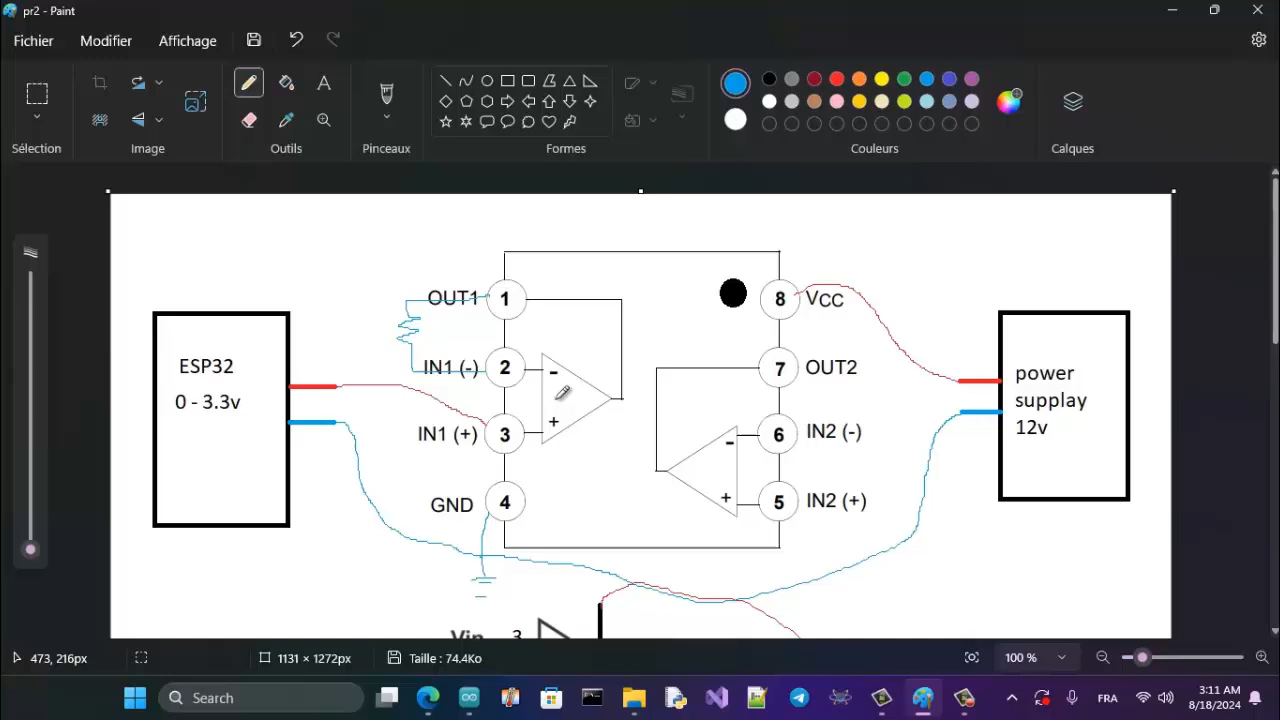 pr2 - Paint
Fichier Modifier Affichage
A
Sélection Image Outils Pinceaux Formes Couleurs Calques
OUT1 1 8 VCC
ESP32
0 - 3.3v
IN1 (-) 2 - 7 OUT2
power
supplay
12v
IN1 (+) 3 + 6 IN2 (-)
-
GND 4 + 5 IN2 (+)
Vin 3
473, 216px 1131 × 1272px Taille : 74.4Ko 100 %
Search FRA 3:11 AM
8/18/2024